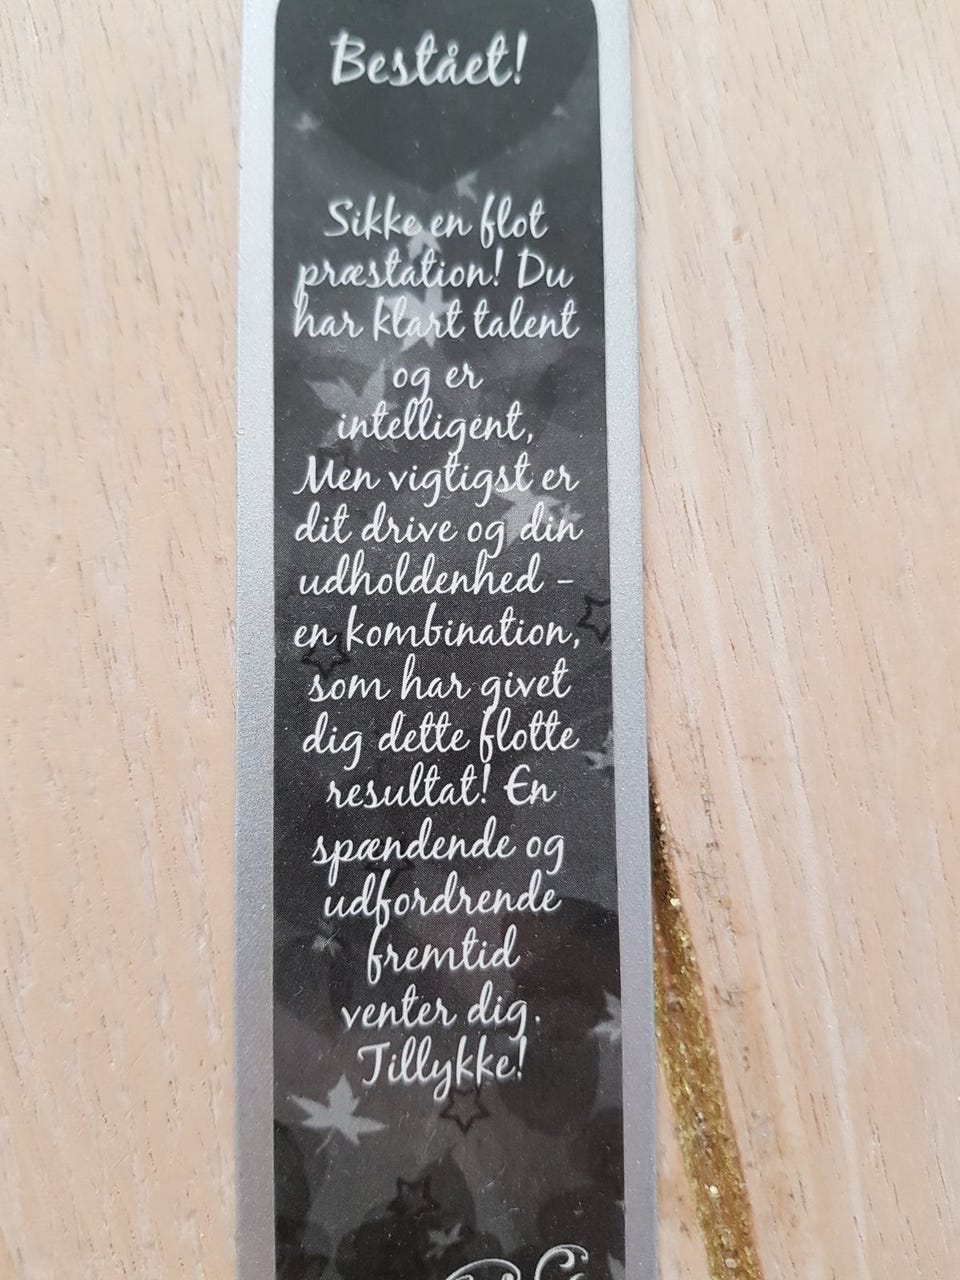 Bestået!
Sikke en flot
præstation! Du
har klart talent
og er
intelligent,
Men vigtigst er
dit drive og din
udholdenhed -
en kombination,
som har givet
dig dette flotte
resultat! En
spændende og
udfordrende
fremtid
venter dig.
Tillykke!